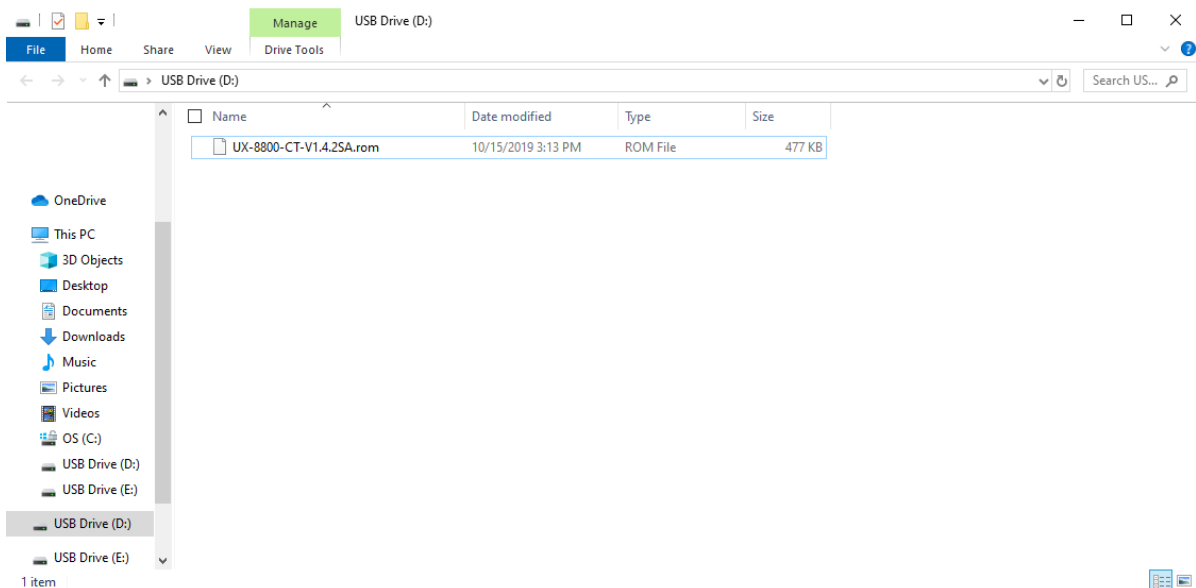 Manage USB Drive (D:)
File Home Share View Drive Tools
USB Drive (D:) Search US...
Name Date modified Type Size
UX-8800-CT-V1.4.2SA.rom 10/15/2019 3:13 PM ROM File 477 KB
OneDrive
This PC
3D Objects
Desktop
Documents
Downloads
Music
Pictures
Videos
OS (C:)
USB Drive (D:)
USB Drive (E:)
USB Drive (D:)
USB Drive (E:)
1 item